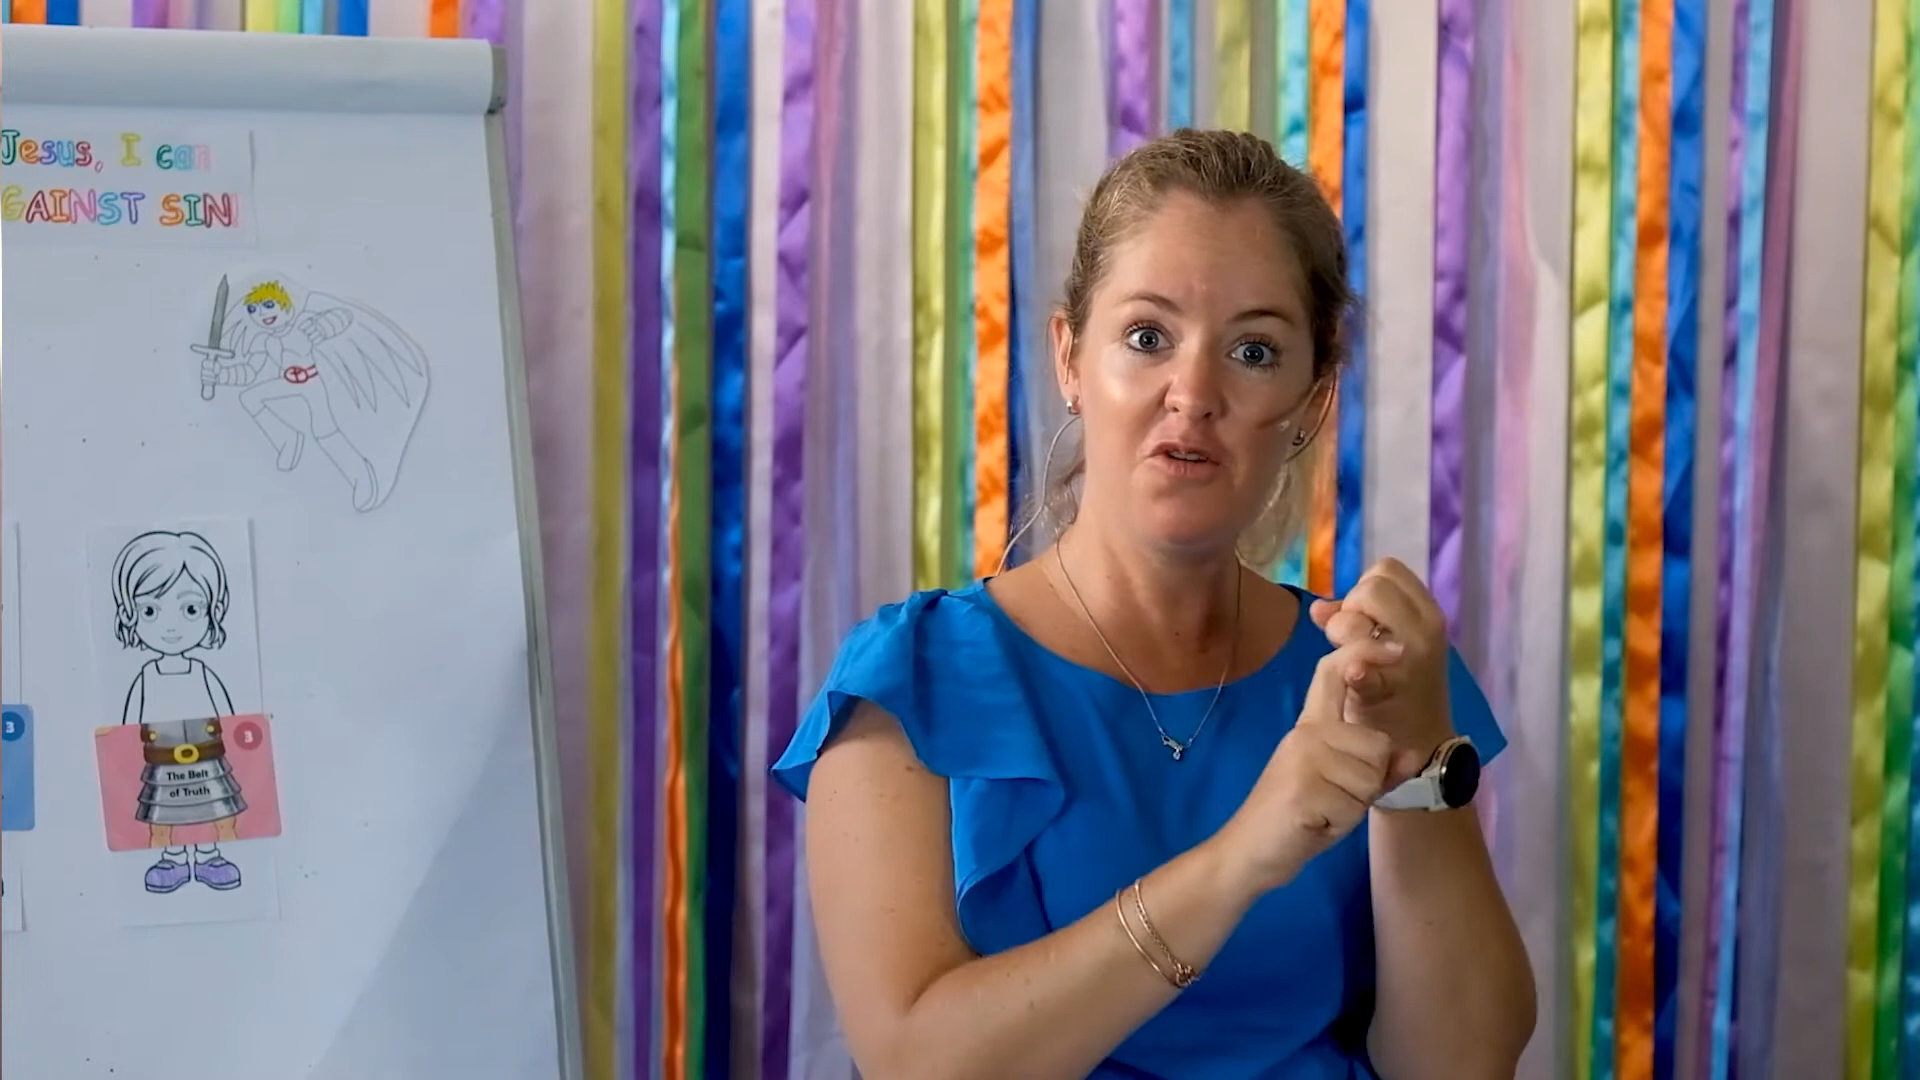 Jesus, I can
GAINST SIN!
3
3
The Belt
of Truth